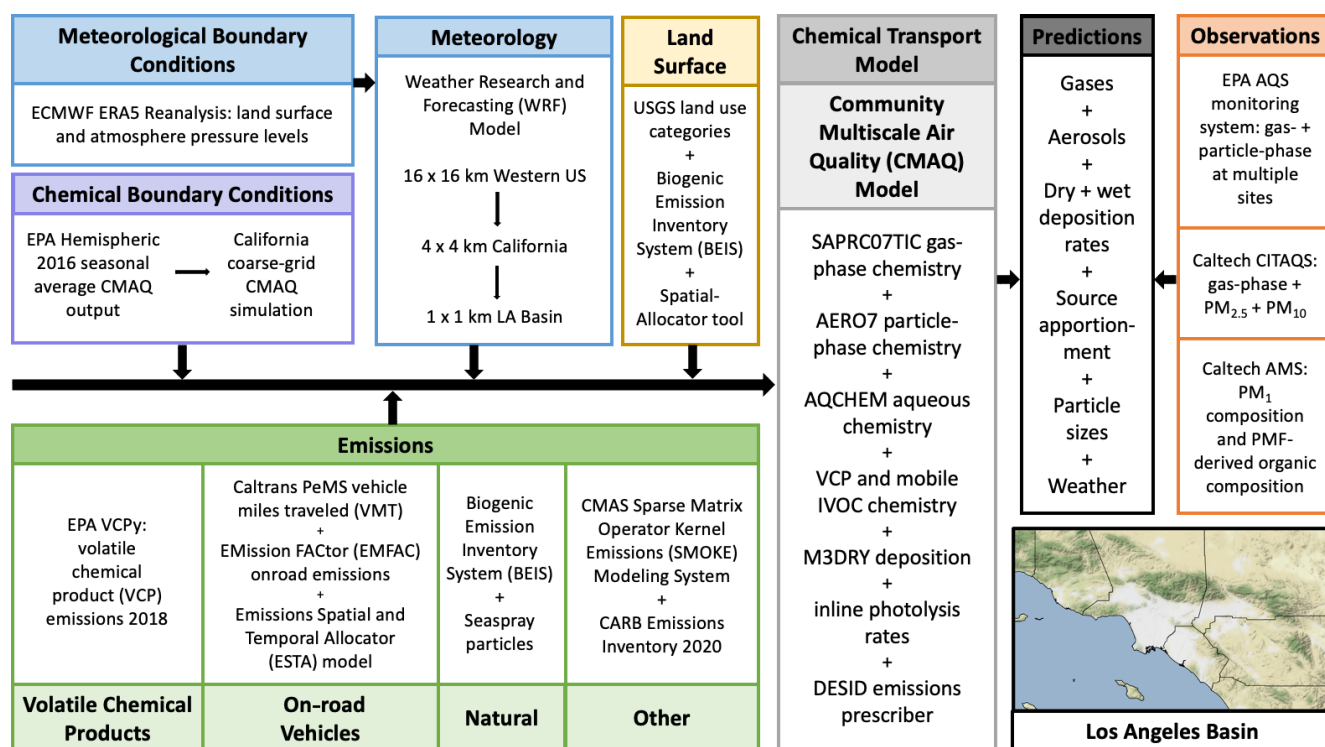 Meteorological Boundary
Conditions
ECMWF ERA5 Reanalysis: land surface
and atmosphere pressure levels
Chemical Boundary Conditions
EPA Hemispheric
2016 seasonal
average CMAQ
output
California
coarse-grid
CMAQ
simulation
Meteorology
Weather Research and
Forecasting (WRF)
Model
16 x 16 km Western US
4 x 4 km California
1 x 1 km LA Basin
Land
Surface
USGS land use
categories
+
Biogenic
Emission
Inventory
System (BEIS)
+
Spatial-
Allocator tool
Emissions
EPA VCPy:
volatile
chemical
product (VCP)
emissions 2018
Volatile Chemical
Products
Caltrans PeMS vehicle
miles traveled (VMT)
+
EMission FACtor (EMFAC)
onroad emissions
+
Emissions Spatial and
Temporal Allocator
(ESTA) model
On–road
Vehicles
Biogenic
Emission
Inventory
System (BEIS)
+
Seaspray
particles
Natural
CMAS Sparse Matrix
Operator Kernel
Emissions (SMOKE)
Modeling System
+
CARB Emissions
Inventory 2020
Other
Chemical Transport
Model
Community
Multiscale Air
Quality (CMAQ)
Model
SAPRC07TIC gas-
phase chemistry
+
AERO7 particle-
phase chemistry
+
AQCHEM aqueous
chemistry
+
VCP and mobile
IVOC chemistry
+
M3DRY deposition
+
inline photolysis
rates
+
DESID emissions
prescriber
Predictions
Gases
+
Aerosols
+
Dry + wet
deposition
rates
+
Source
apportion-
ment
+
Particle
sizes
+
Weather
Observations
EPA AQS
monitoring
system: gas- +
particle-phase
at multiple
sites
Caltech CITAQS:
gas-phase +
PM2.5 + PM10
Caltech AMS:
PM1
composition
and PMF-
derived organic
composition
Los Angeles Basin